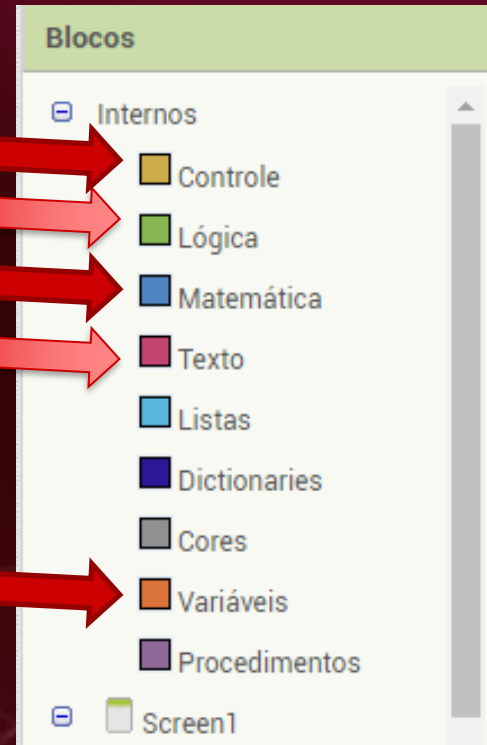 Blocos
Internos
Controle
Lógica
Matemática
Texto
Listas
Dictionaries
Cores
Variáveis
Procedimentos
Screen1